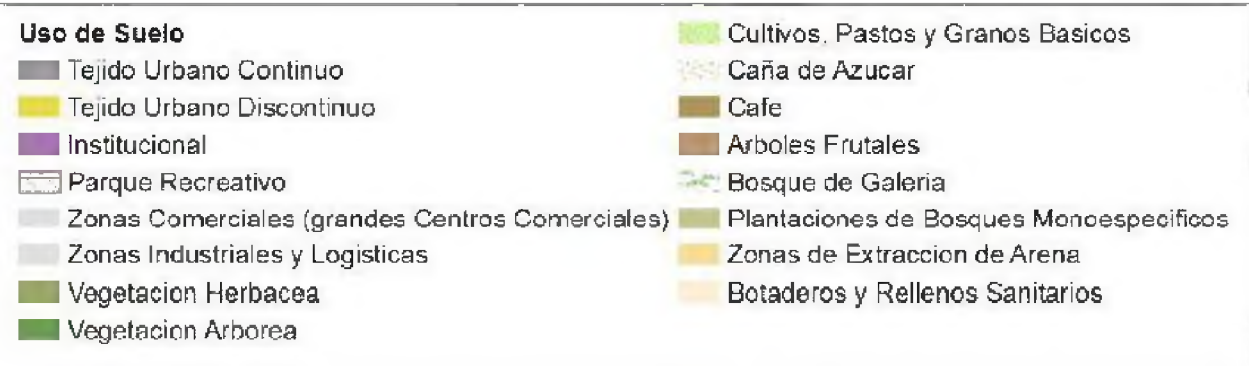 Uso de Suelo
Tejido Urbano Continuo
Tejido Urbano Discontinuo
Institucional
Parque Recreativo
Zonas Comerciales (grandes Centros Comerciales)
Zonas Industriales y Logisticas
Vegetacion Herbacea
Vegetacion Arborea
Cultivos, Pastos y Granos Basicos
Caña de Azucar
Cafe
Arboles Frutales
Bosque de Galeria
Plantaciones de Bosques Monoespecificos
Zonas de Extraccion de Arena
Botaderos y Rellenos Sanitarios